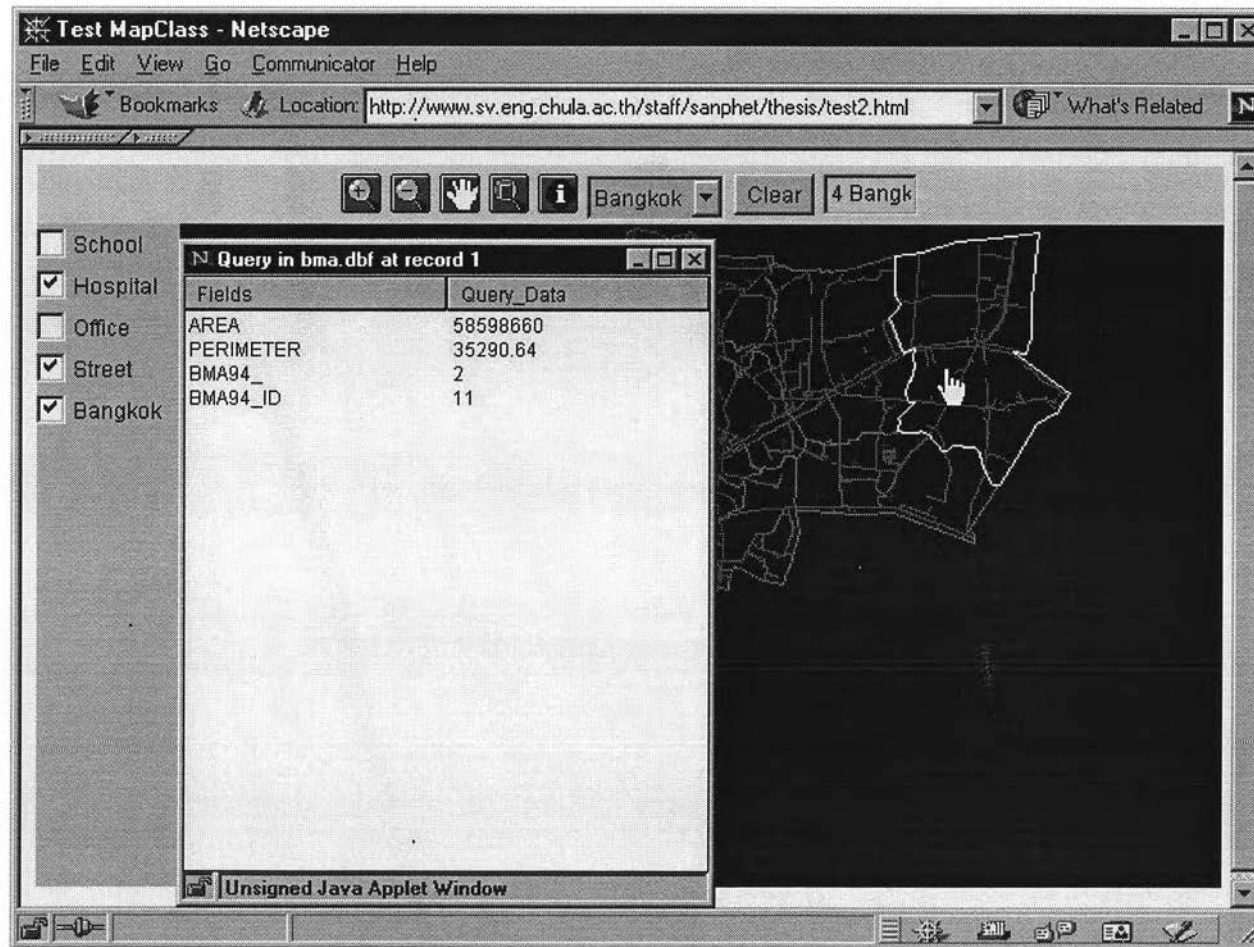 Test MapClass - Netscape
File Edit View Go Communicator Help
Bookmarks Location: http://www.sv.eng.chula.ac.th/staff/sanphet/thesis/test2.html What's Related N
i Bangkok Clear 4 Bangk
School
Hospital
Office
Street
Bangkok
N Query in bma.dbf at record 1
Fields Query_Data
AREA 58598660
PERIMETER 35290.64
BMA94_ 2
BMA94_ID 11
Unsigned Java Applet Window